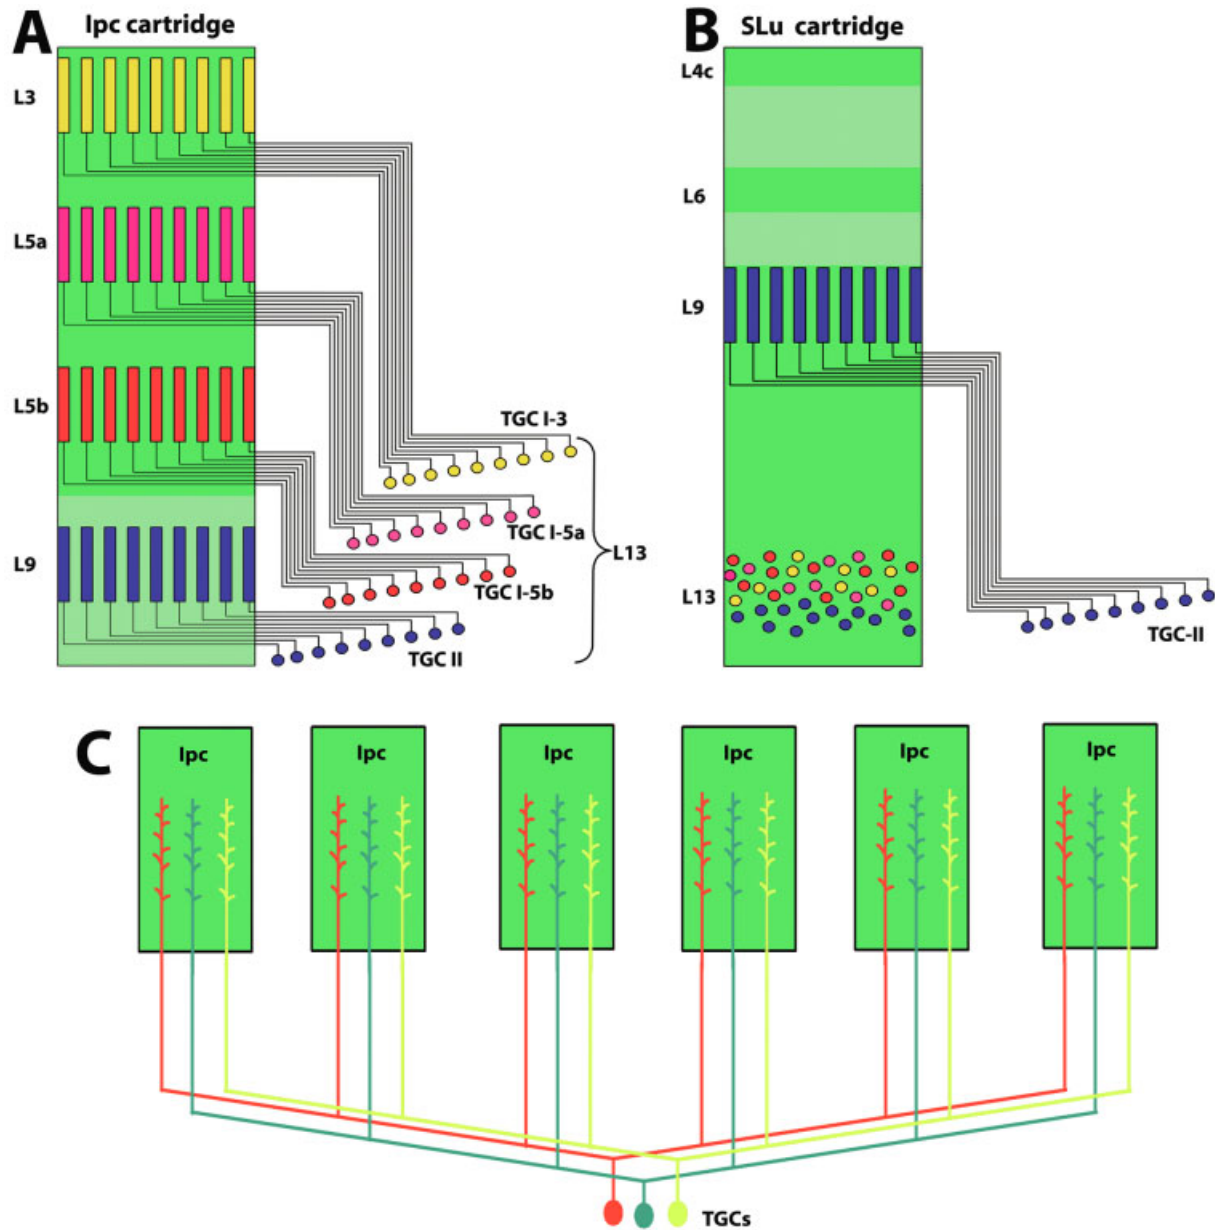 A
Ipc cartridge
L3
L5a
L5b
L9
TGC I-3
TGC I-5a
TGC I-5b
TGC II
L13
B
SLu cartridge
L4c
L6
L9
L13
TGC-II
C
Ipc
Ipc
Ipc
Ipc
Ipc
Ipc
TGCs